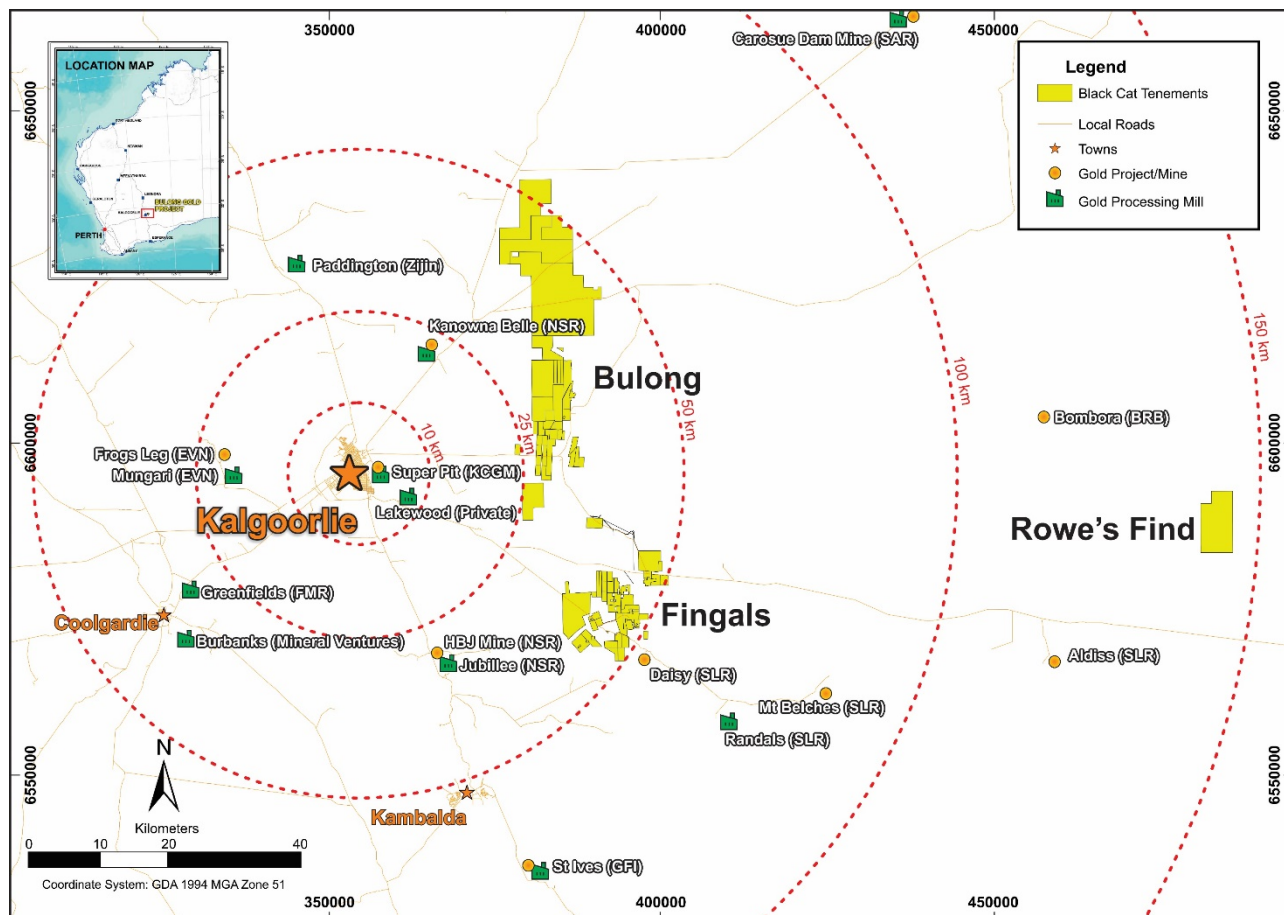 350000
400000
450000
Carosue Dam Mine (SAR)
LOCATION MAP
BULONG GOLD
PROJECT
PERTH
Legend
Black Cat Tenements
Local Roads
Towns
Gold Project/Mine
Gold Processing Mill
6650000
6650000
Paddington (Zijin)
Kanowna Belle (NSR)
Bulong
150 km
100 km
50 km
25 km
10 km
Bombora (BRB)
6600000
6600000
Frogs Leg (EVN)
Mungari (EVN)
Super Pit (KCGM)
Lakewood (Private)
Kalgoorlie
Rowe's Find
Greenfields (FMR)
Coolgardie
Burbanks (Mineral Ventures)
Fingals
HBJ Mine (NSR)
Jubillee (NSR)
Daisy (SLR)
Aldiss (SLR)
Mt Belches (SLR)
Randals (SLR)
6550000
6550000
N
Kilometers
0 10 20 40
Kambalda
St Ives (GFI)
Coordinate System: GDA 1994 MGA Zone 51
350000
400000
450000